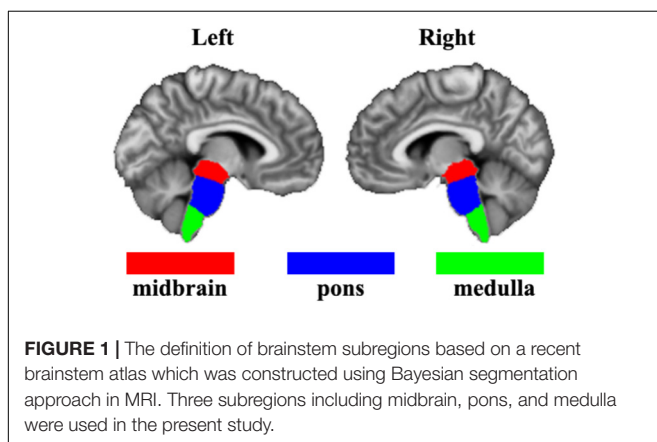 Left Right
midbrain pons medulla
FIGURE 1 | The definition of brainstem subregions based on a recent
brainstem atlas which was constructed using Bayesian segmentation
approach in MRI. Three subregions including midbrain, pons, and medulla
were used in the present study.